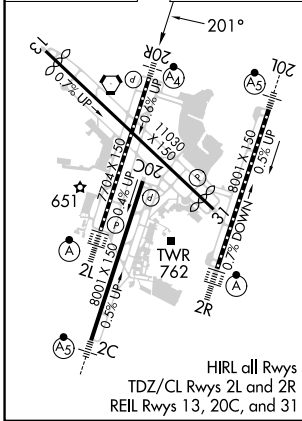 201°
20R
20L
13
P
A4
A5
0.7% UP
0.6% UP
11030 X 150
7704 X 150
0.5% UP
8001 X 150
20C
0.4% UP
P
P
651
P
31
0.7% DOWN
TWR
762
A
2L
8001 X 150
0.5% UP
A
2R
A5
2C
HIRL all Rwys
TDZ/CL Rwys 2L and 2R
REIL Rwys 13, 20C, and 31